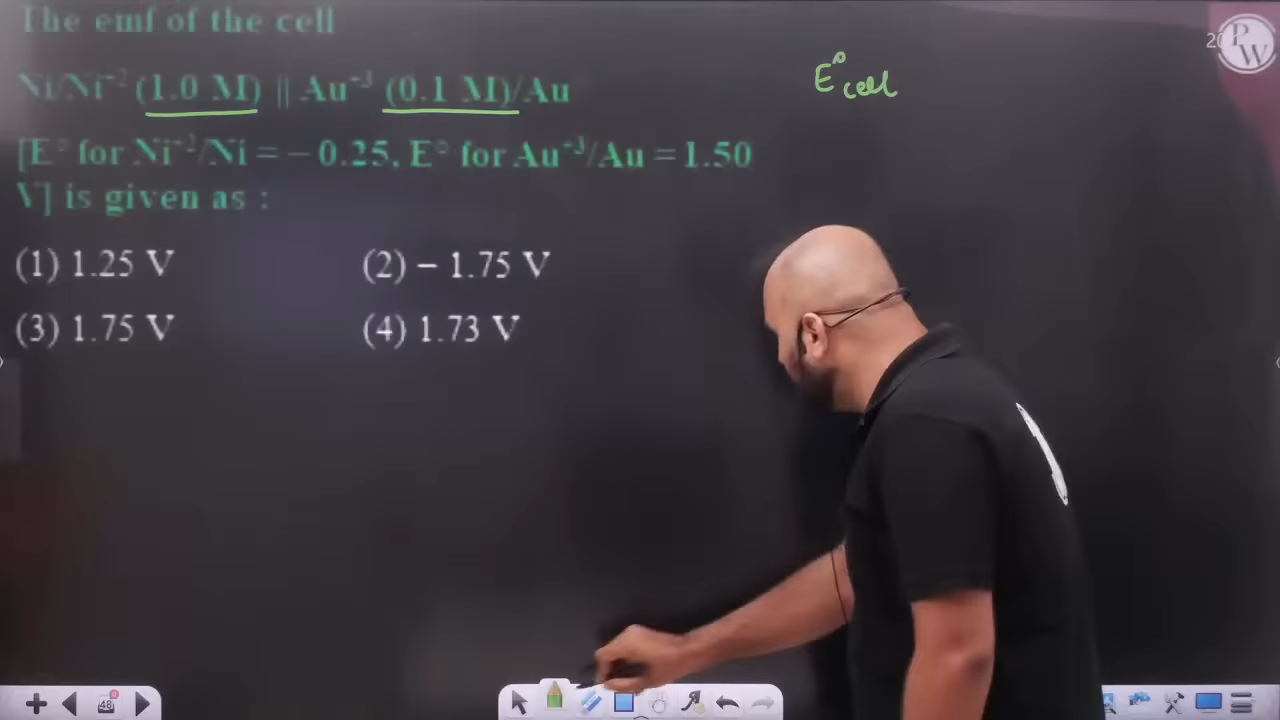 The emf of the cell
Ni/Ni⁺² (1.0 M) || Au⁺³ (0.1 M)/Au
[E° for Ni⁺²/Ni = – 0.25, E° for Au⁺³/Au = 1.50
V] is given as :
(1) 1.25 V (2) – 1.75 V
(3) 1.75 V (4) 1.73 V
E°cell
PW
48